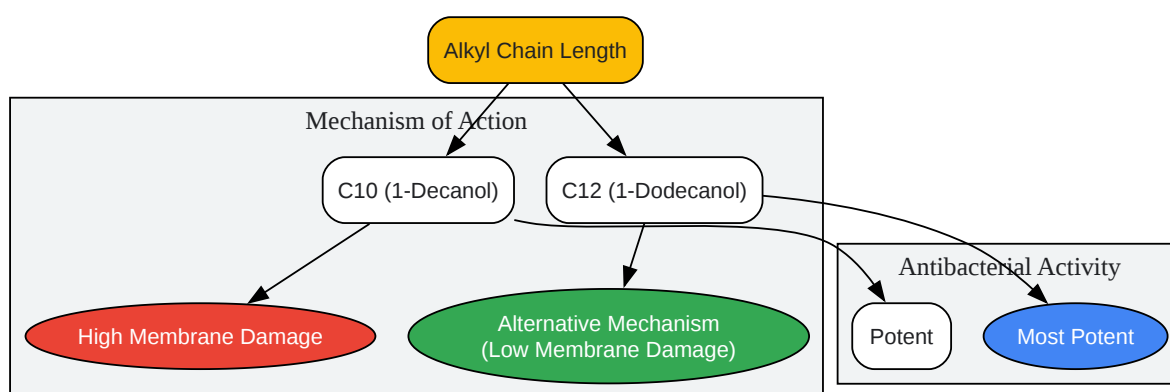 Alkyl Chain Length
Mechanism of Action
C10 (1-Decanol)
C12 (1-Dodecanol)
Antibacterial Activity
High Membrane Damage
Alternative Mechanism
(Low Membrane Damage)
Potent
Most Potent